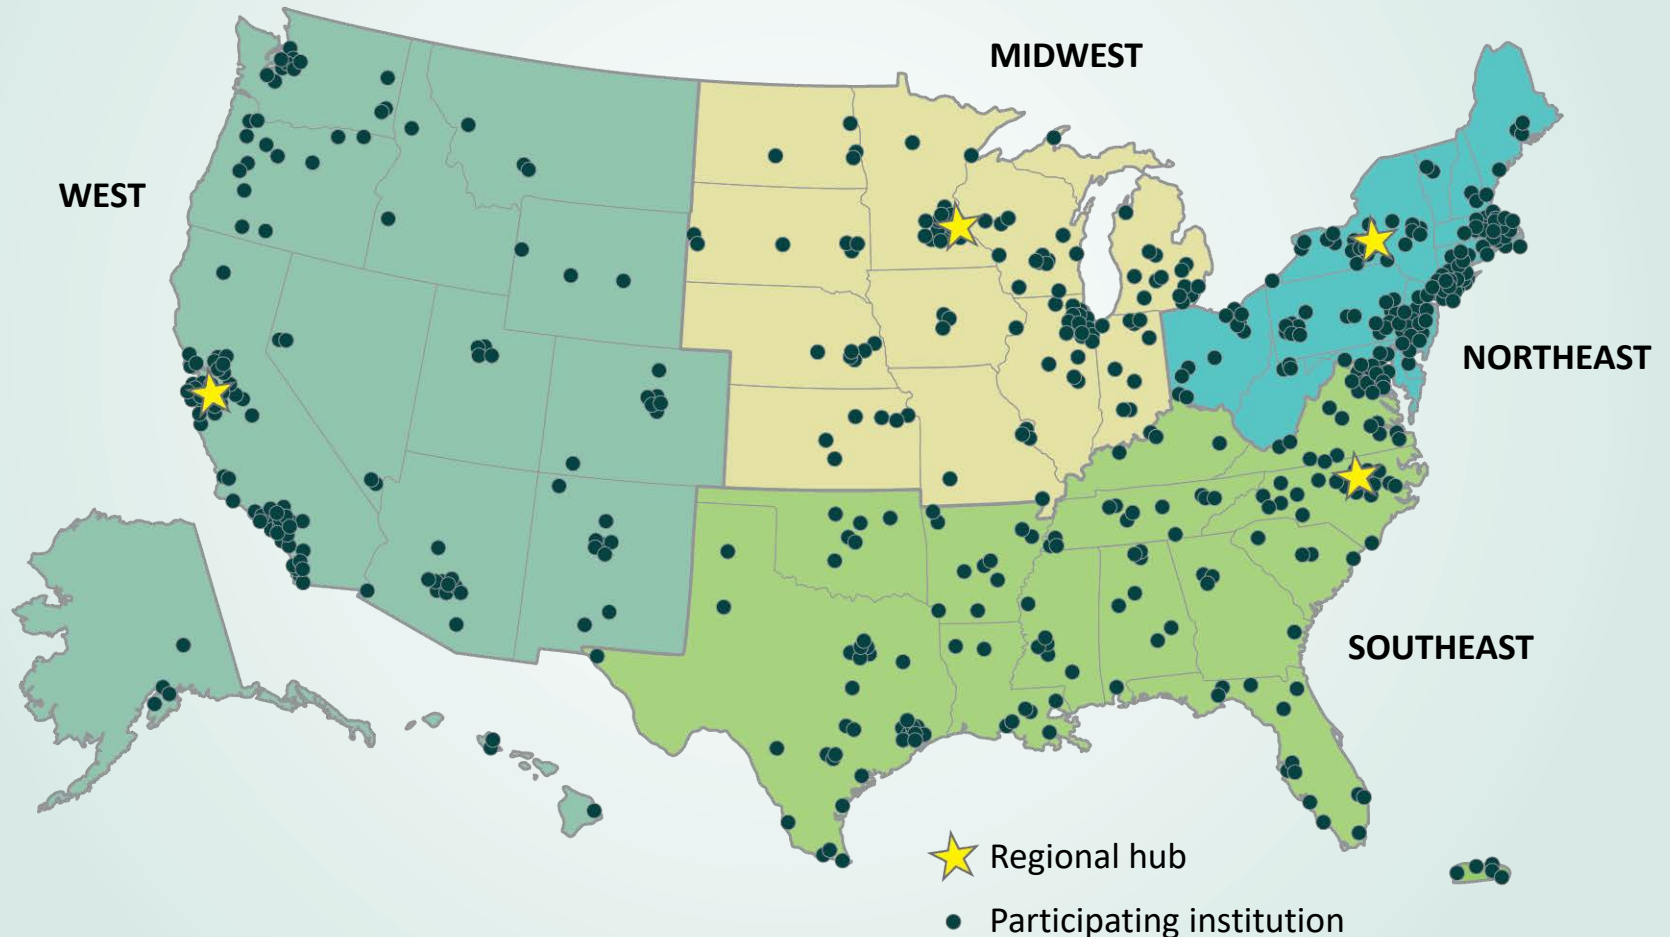 MIDWEST
WEST
NORTHEAST
SOUTHEAST
Regional hub
Participating institution